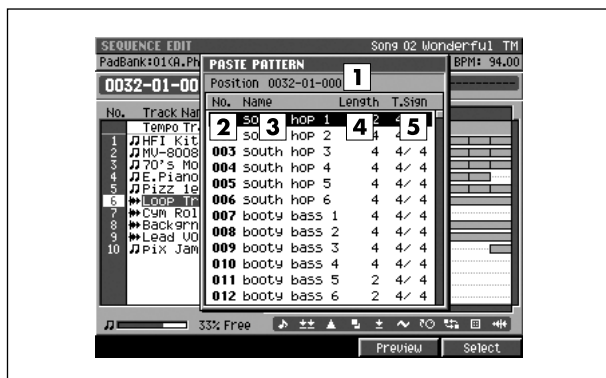 SEQUENCE EDIT Song 02 Wonderful TM
PadBank:01(A.Ph BPM: 94.00
PASTE PATTERN
0032-01-00
Position 0032-01-000
1
No. Name Length T.Sign
2 3 4 5
hop 1
hop 2
003 south hop 3 4 4/ 4
004 south hop 4 4 4/ 4
005 south hop 5 4 4/ 4
006 south hop 6 4 4/ 4
007 booty bass 1 4 4/ 4
008 booty bass 2 4 4/ 4
009 booty bass 3 4 4/ 4
010 booty bass 4 4 4/ 4
011 booty bass 5 2 4/ 4
012 booty bass 6 2 4/ 4
No. Track Nar
Tempo Tr
1 HFI Kit
2 MV-8008
3 70's Mo
4 E.Piano
5 Pizz le
6 Loop Tr
7 Cym Rol
8 Backgrn
9 Lead VO
10 Pix Jam
33% Free
Preview Select